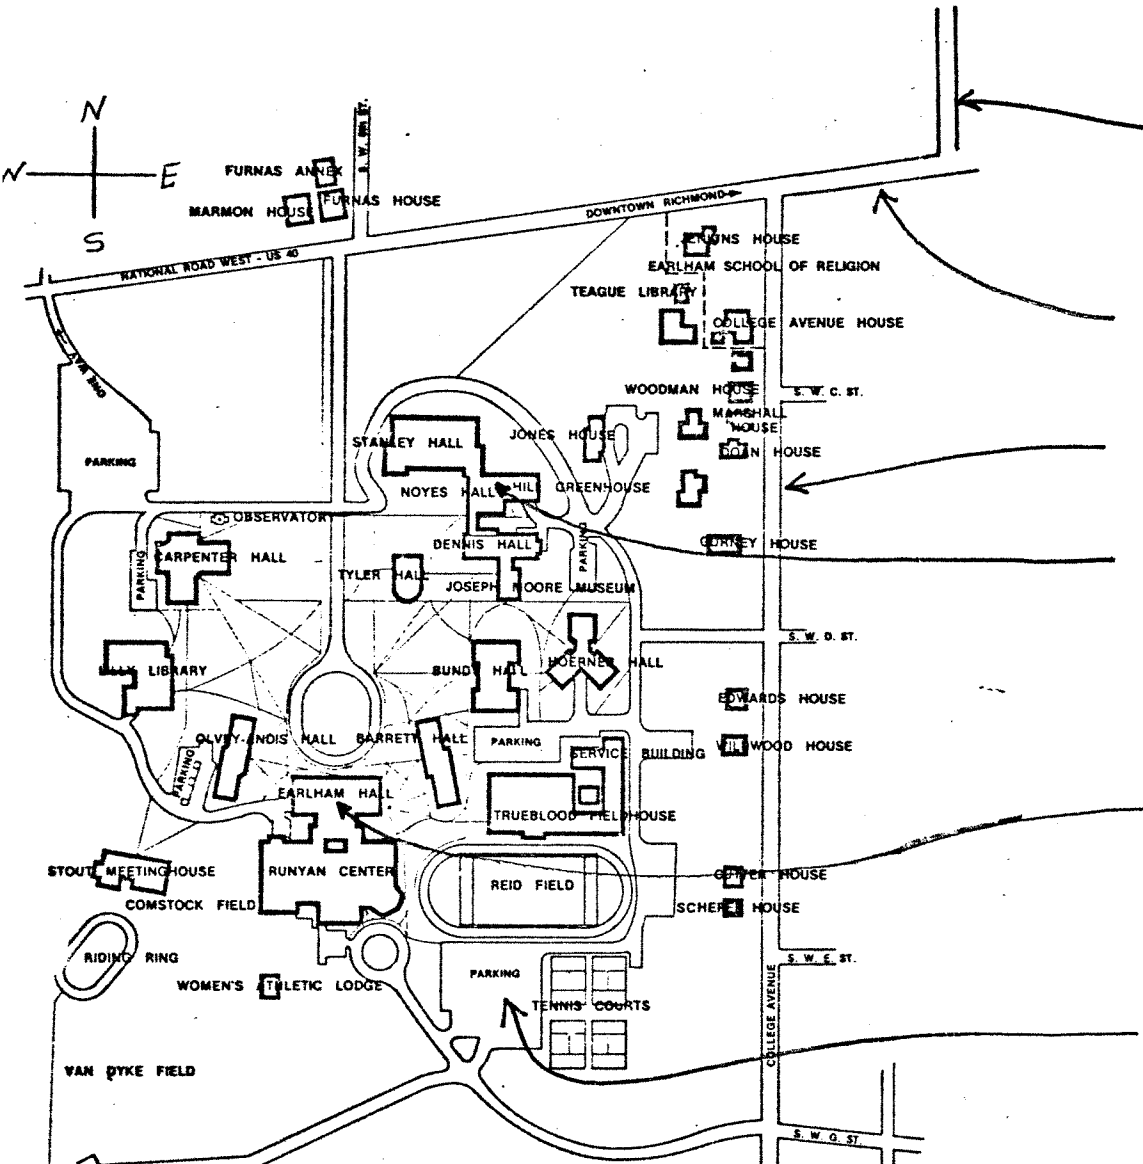 N
S. W. 8th ST.
N
E
FURNAS ANNEX
FURNAS HOUSE
MARMON HOUSE
DOWNTOWN RICHMOND
S
JENKINS HOUSE
NATIONAL ROAD WEST - US 40
EARLHAM SCHOOL OF RELIGION
TEAGUE LIBRARY
COLLEGE AVENUE HOUSE
ONE WAY
WOODMAN HOUSE
S. W. C. ST.
MARSHALL
HOUSE
STANLEY HALL
JONES HOUSE
DOAN HOUSE
PARKING
NOYES HALL
HILL GREENHOUSE
OBSERVATORY
DENNIS HALL
GURNEY HOUSE
PARKING
CARPENTER HALL
PARKING
TYLER HALL
JOSEPH MOORE MUSEUM
S. W. D. ST.
LILLY LIBRARY
BUNDY HALL
HOERNER HALL
EDWARDS HOUSE
OLVEY-ANDIS HALL
BARRETT HALL
PARKING
SERVICE BUILDING
WILDWOOD HOUSE
PARKING
EARLHAM HALL
TRUEBLOOD FIELDHOUSE
STOUT MEETINGHOUSE
RUNYAN CENTER
REID FIELD
CUTTER HOUSE
COMSTOCK FIELD
SCHERER HOUSE
RIDING RING
S. W. E. ST.
PARKING
WOMEN'S ATHLETIC LODGE
TENNIS COURTS
COLLEGE AVENUE
VAN DYKE FIELD
S. W. G. ST.